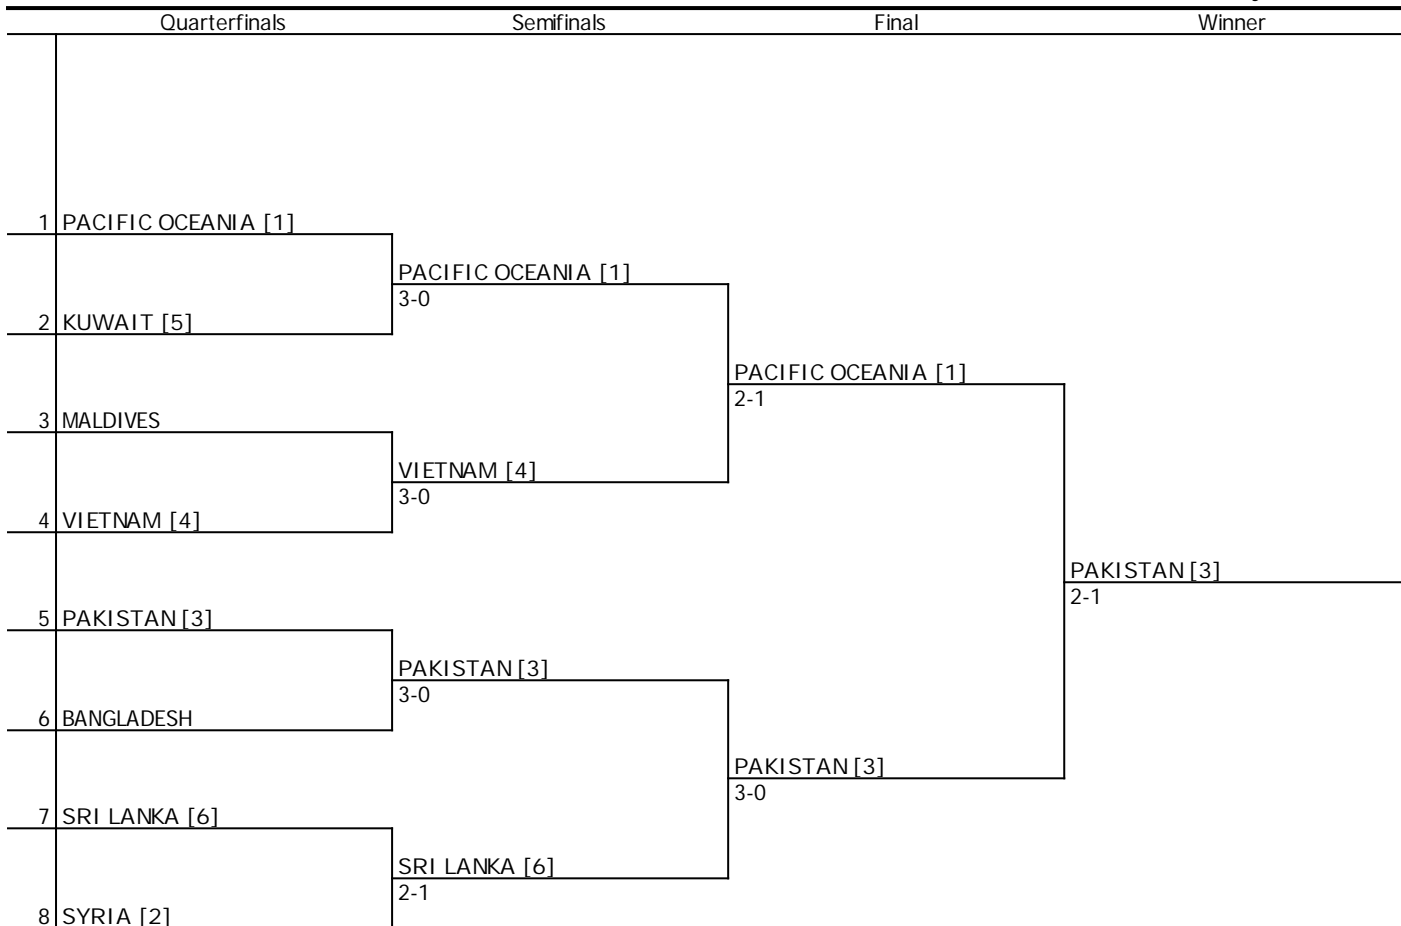 Quarterfinals Semifinals Final Winner
1 PACIFIC OCEANIA [1]
PACIFIC OCEANIA [1]
3-0
2 KUWAIT [5]
PACIFIC OCEANIA [1]
2-1
3 MALDIVES
VIETNAM [4]
3-0
4 VIETNAM [4]
PAKISTAN [3]
2-1
5 PAKISTAN [3]
PAKISTAN [3]
3-0
6 BANGLADESH
PAKISTAN [3]
3-0
7 SRI LANKA [6]
SRI LANKA [6]
2-1
8 SYRIA [2]